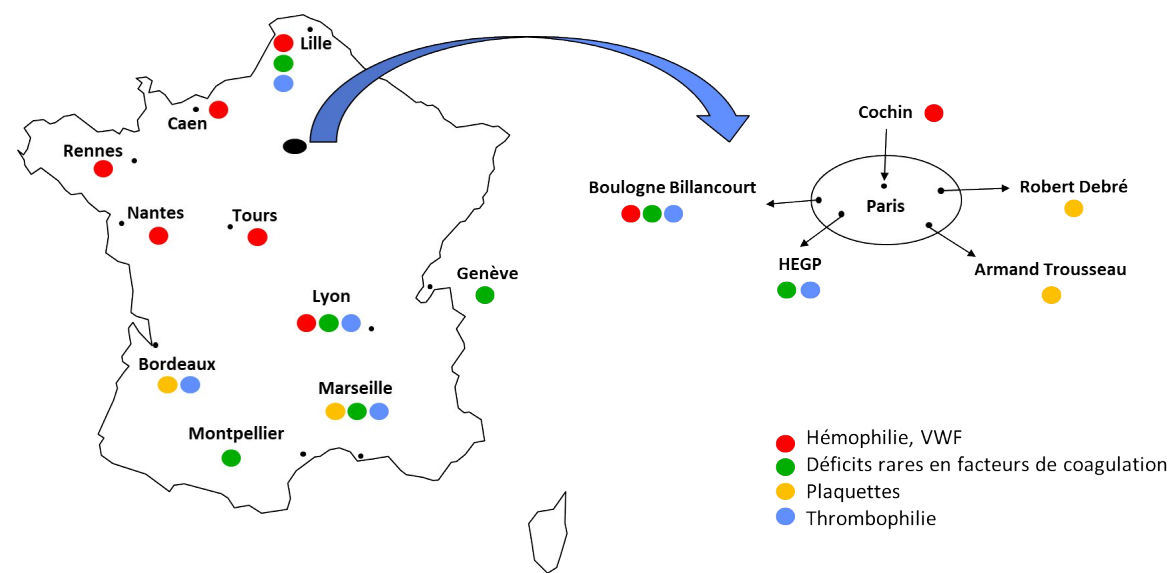 Lille
Caen
Rennes
Nantes
Tours
Genève
Lyon
Bordeaux
Marseille
Montpellier
Cochin
Boulogne Billancourt
Robert Debré
Paris
HEGP
Armand Trousseau
Hémophilie, VWF
Déficits rares en facteurs de coagulation
Plaquettes
Thrombophilie